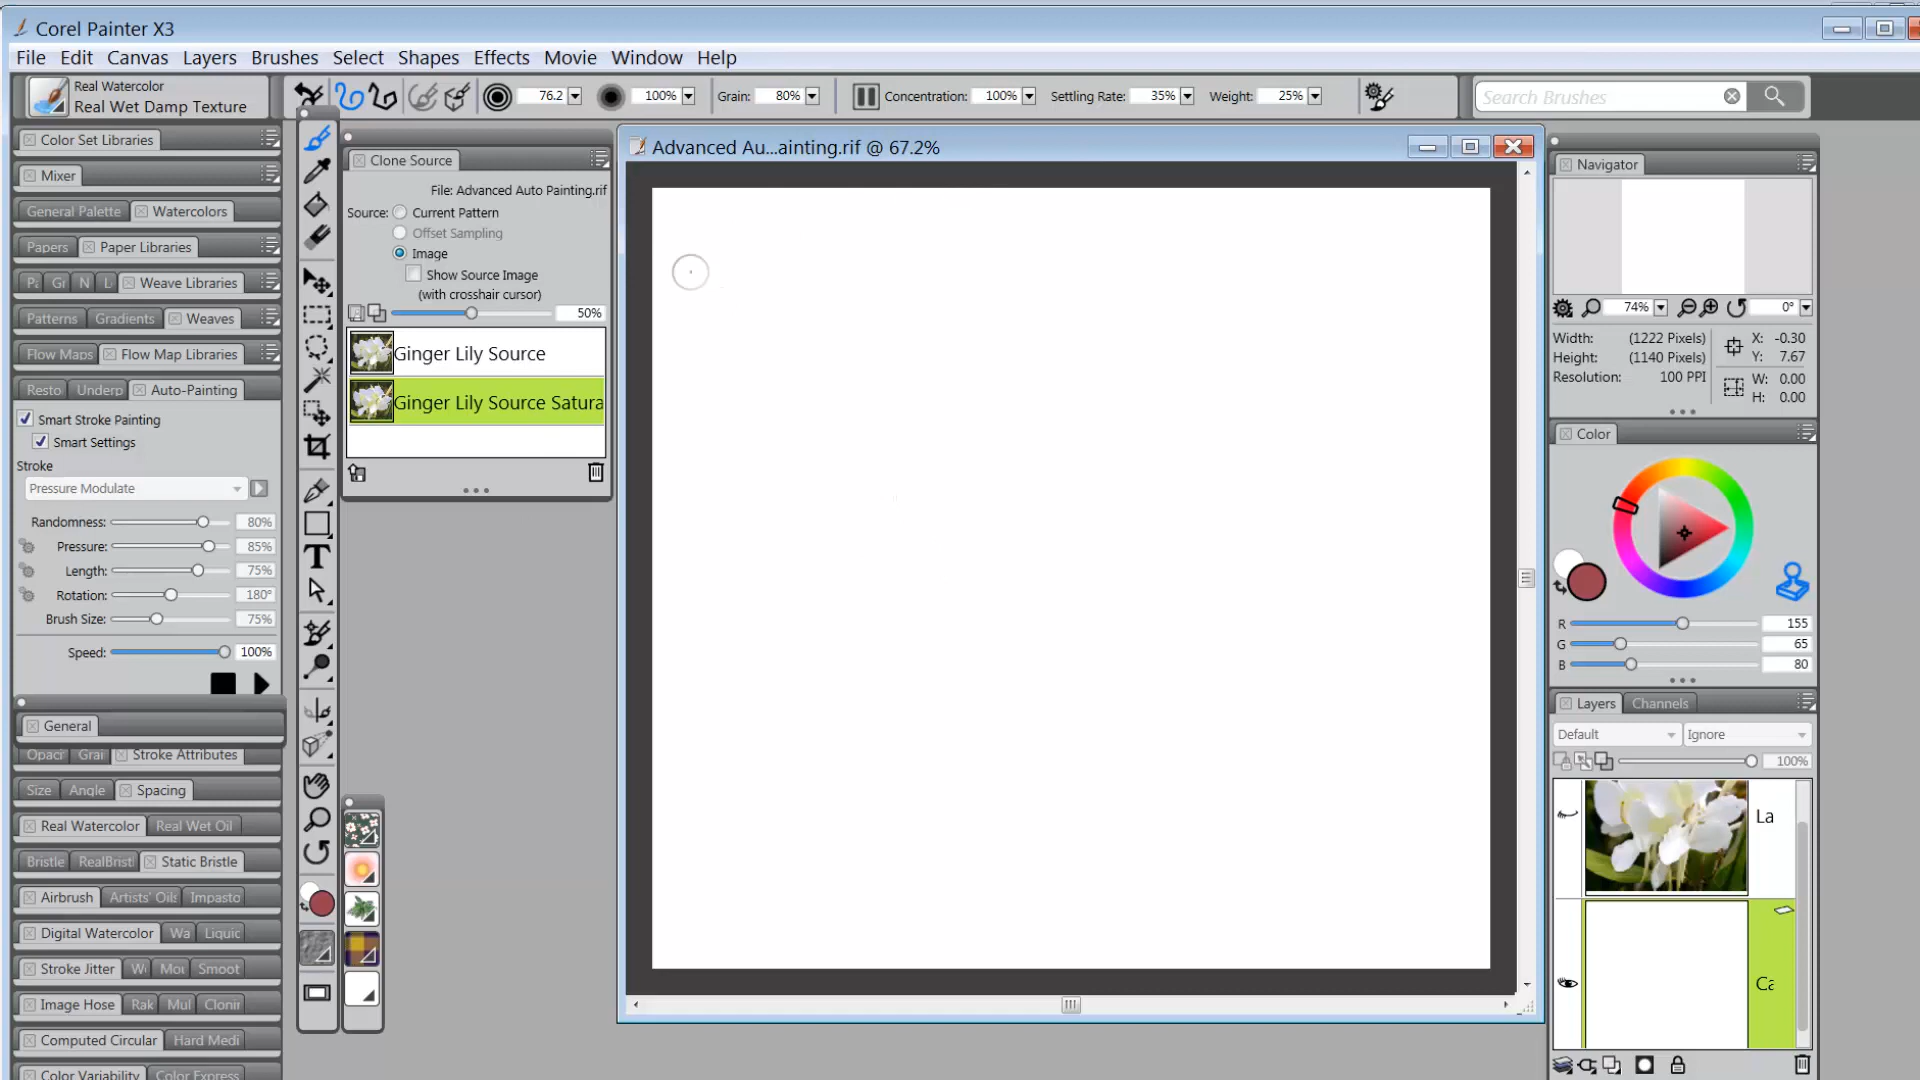 Corel Painter X3
File Edit Canvas Layers Brushes Select Shapes Effects Movie Window Help
Real Watercolor
Real Wet Damp Texture
76.2
100%
Grain: 80%
Concentration: 100%
Settling Rate: 35%
Weight: 25%
Search Brushes
Color Set Libraries
Mixer
General Palette Watercolors
Papers Paper Libraries
Pa Gr N L Weave Libraries
Patterns Gradients Weaves
Flow Maps Flow Map Libraries
Resto Underp Auto-Painting
Smart Stroke Painting
Smart Settings
Stroke
Pressure Modulate
Randomness: 80%
Pressure: 85%
Length: 75%
Rotation: 180°
Brush Size: 75%
Speed: 100%
General
Opaci Grai Stroke Attributes
Size Angle Spacing
Real Watercolor Real Wet Oil
Bristle RealBristl Static Bristle
Airbrush Artists' Oils Impasto
Digital Watercolor Wa Liquic
Stroke Jitter We Mou Smoot
Image Hose Rak Mul Clonir
Computed Circular Hard Medi
Color Variability Color Express
T
Clone Source
File: Advanced Auto Painting.rif
Source: Current Pattern
Offset Sampling
Image
Show Source Image
(with crosshair cursor)
50%
Ginger Lily Source
Ginger Lily Source Satura
Advanced Au...ainting.rif @ 67.2%
Navigator
74%
0°
Width: (1222 Pixels)
Height: (1140 Pixels)
Resolution: 100 PPI
X: -0.30
Y: 7.67
W: 0.00
H: 0.00
Color
R 155
G 65
B 80
Layers Channels
Default Ignore
100%
La
Ca